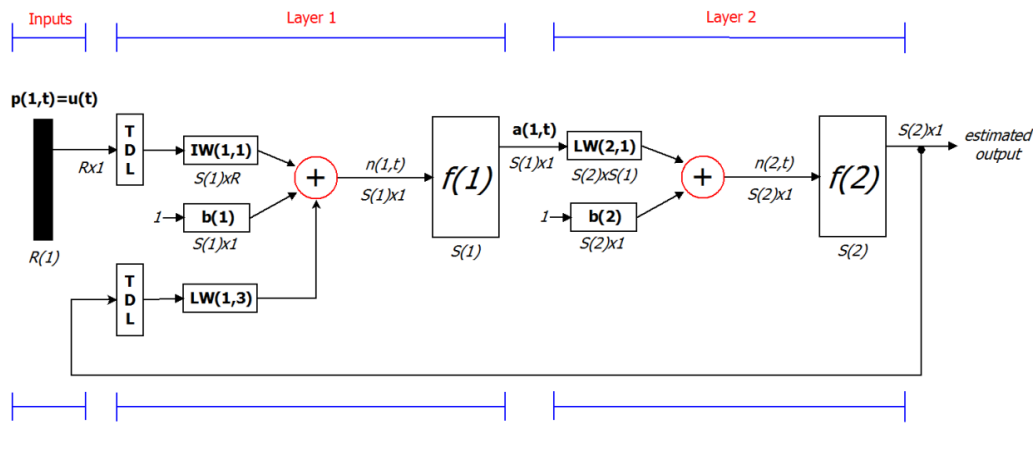 Inputs
Layer 1
Layer 2
p(1,t)=u(t)
T
D
L
Rx1
IW(1,1)
S(1)xR
1
b(1)
S(1)x1
R(1)
+
n(1,t)
S(1)x1
f(1)
S(1)
a(1,t)
S(1)x1
LW(2,1)
S(2)xS(1)
1
b(2)
S(2)x1
+
n(2,t)
S(2)x1
f(2)
S(2)
S(2)x1
estimated
output
T
D
L
LW(1,3)